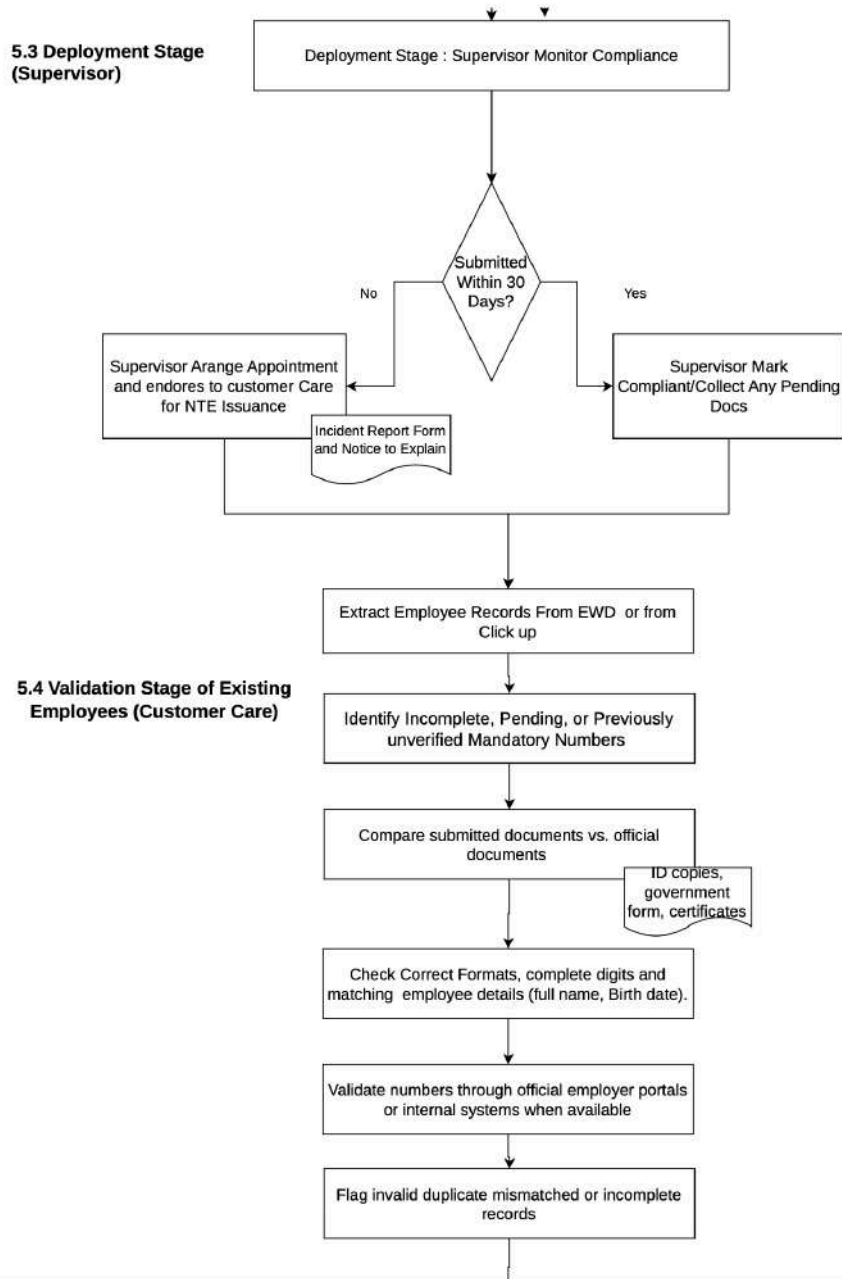 5.3 Deployment Stage
(Supervisor)
Deployment Stage : Supervisor Monitor Compliance
Submitted
Within 30
Days?
No
Yes
Supervisor Arange Appointment
and endores to customer Care
for NTE Issuance
Incident Report Form
and Notice to Explain
Supervisor Mark
Compliant/Collect Any Pending
Docs
Extract Employee Records From EWD or from
Click up
5.4 Validation Stage of Existing
Employees (Customer Care)
Identify Incomplete, Pending, or Previously
unverified Mandatory Numbers
Compare submitted documents vs. official
documents
ID copies,
government
form, certificates
Check Correct Formats, complete digits and
matching employee details (full name, Birth date).
Validate numbers through official employer portals
or internal systems when available
Flag invalid duplicate mismatched or incomplete
records